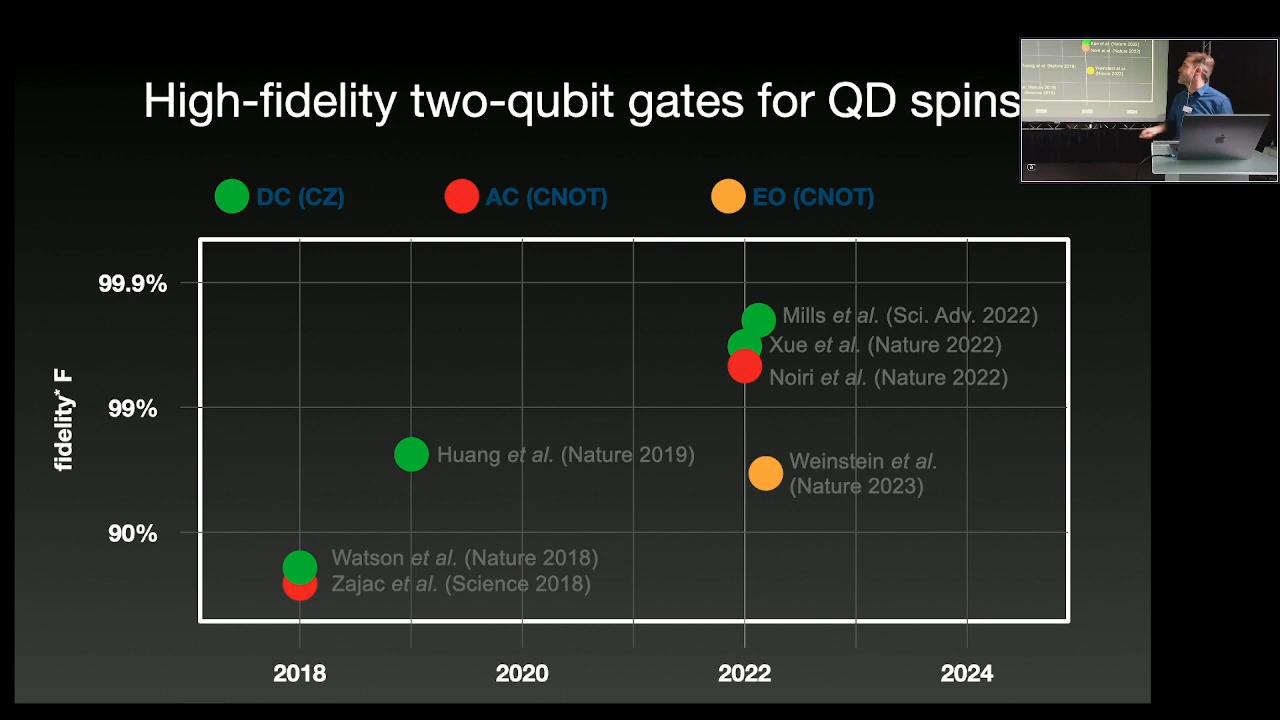 High-fidelity two-qubit gates for QD spins
DC (CZ)
AC (CNOT)
EO (CNOT)
99.9%
99%
90%
fidelity* F
Mills et al. (Sci. Adv. 2022)
Xue et al. (Nature 2022)
Noiri et al. (Nature 2022)
Huang et al. (Nature 2019)
Weinstein et al.
(Nature 2023)
Watson et al. (Nature 2018)
Zajac et al. (Science 2018)
2018
2020
2022
2024